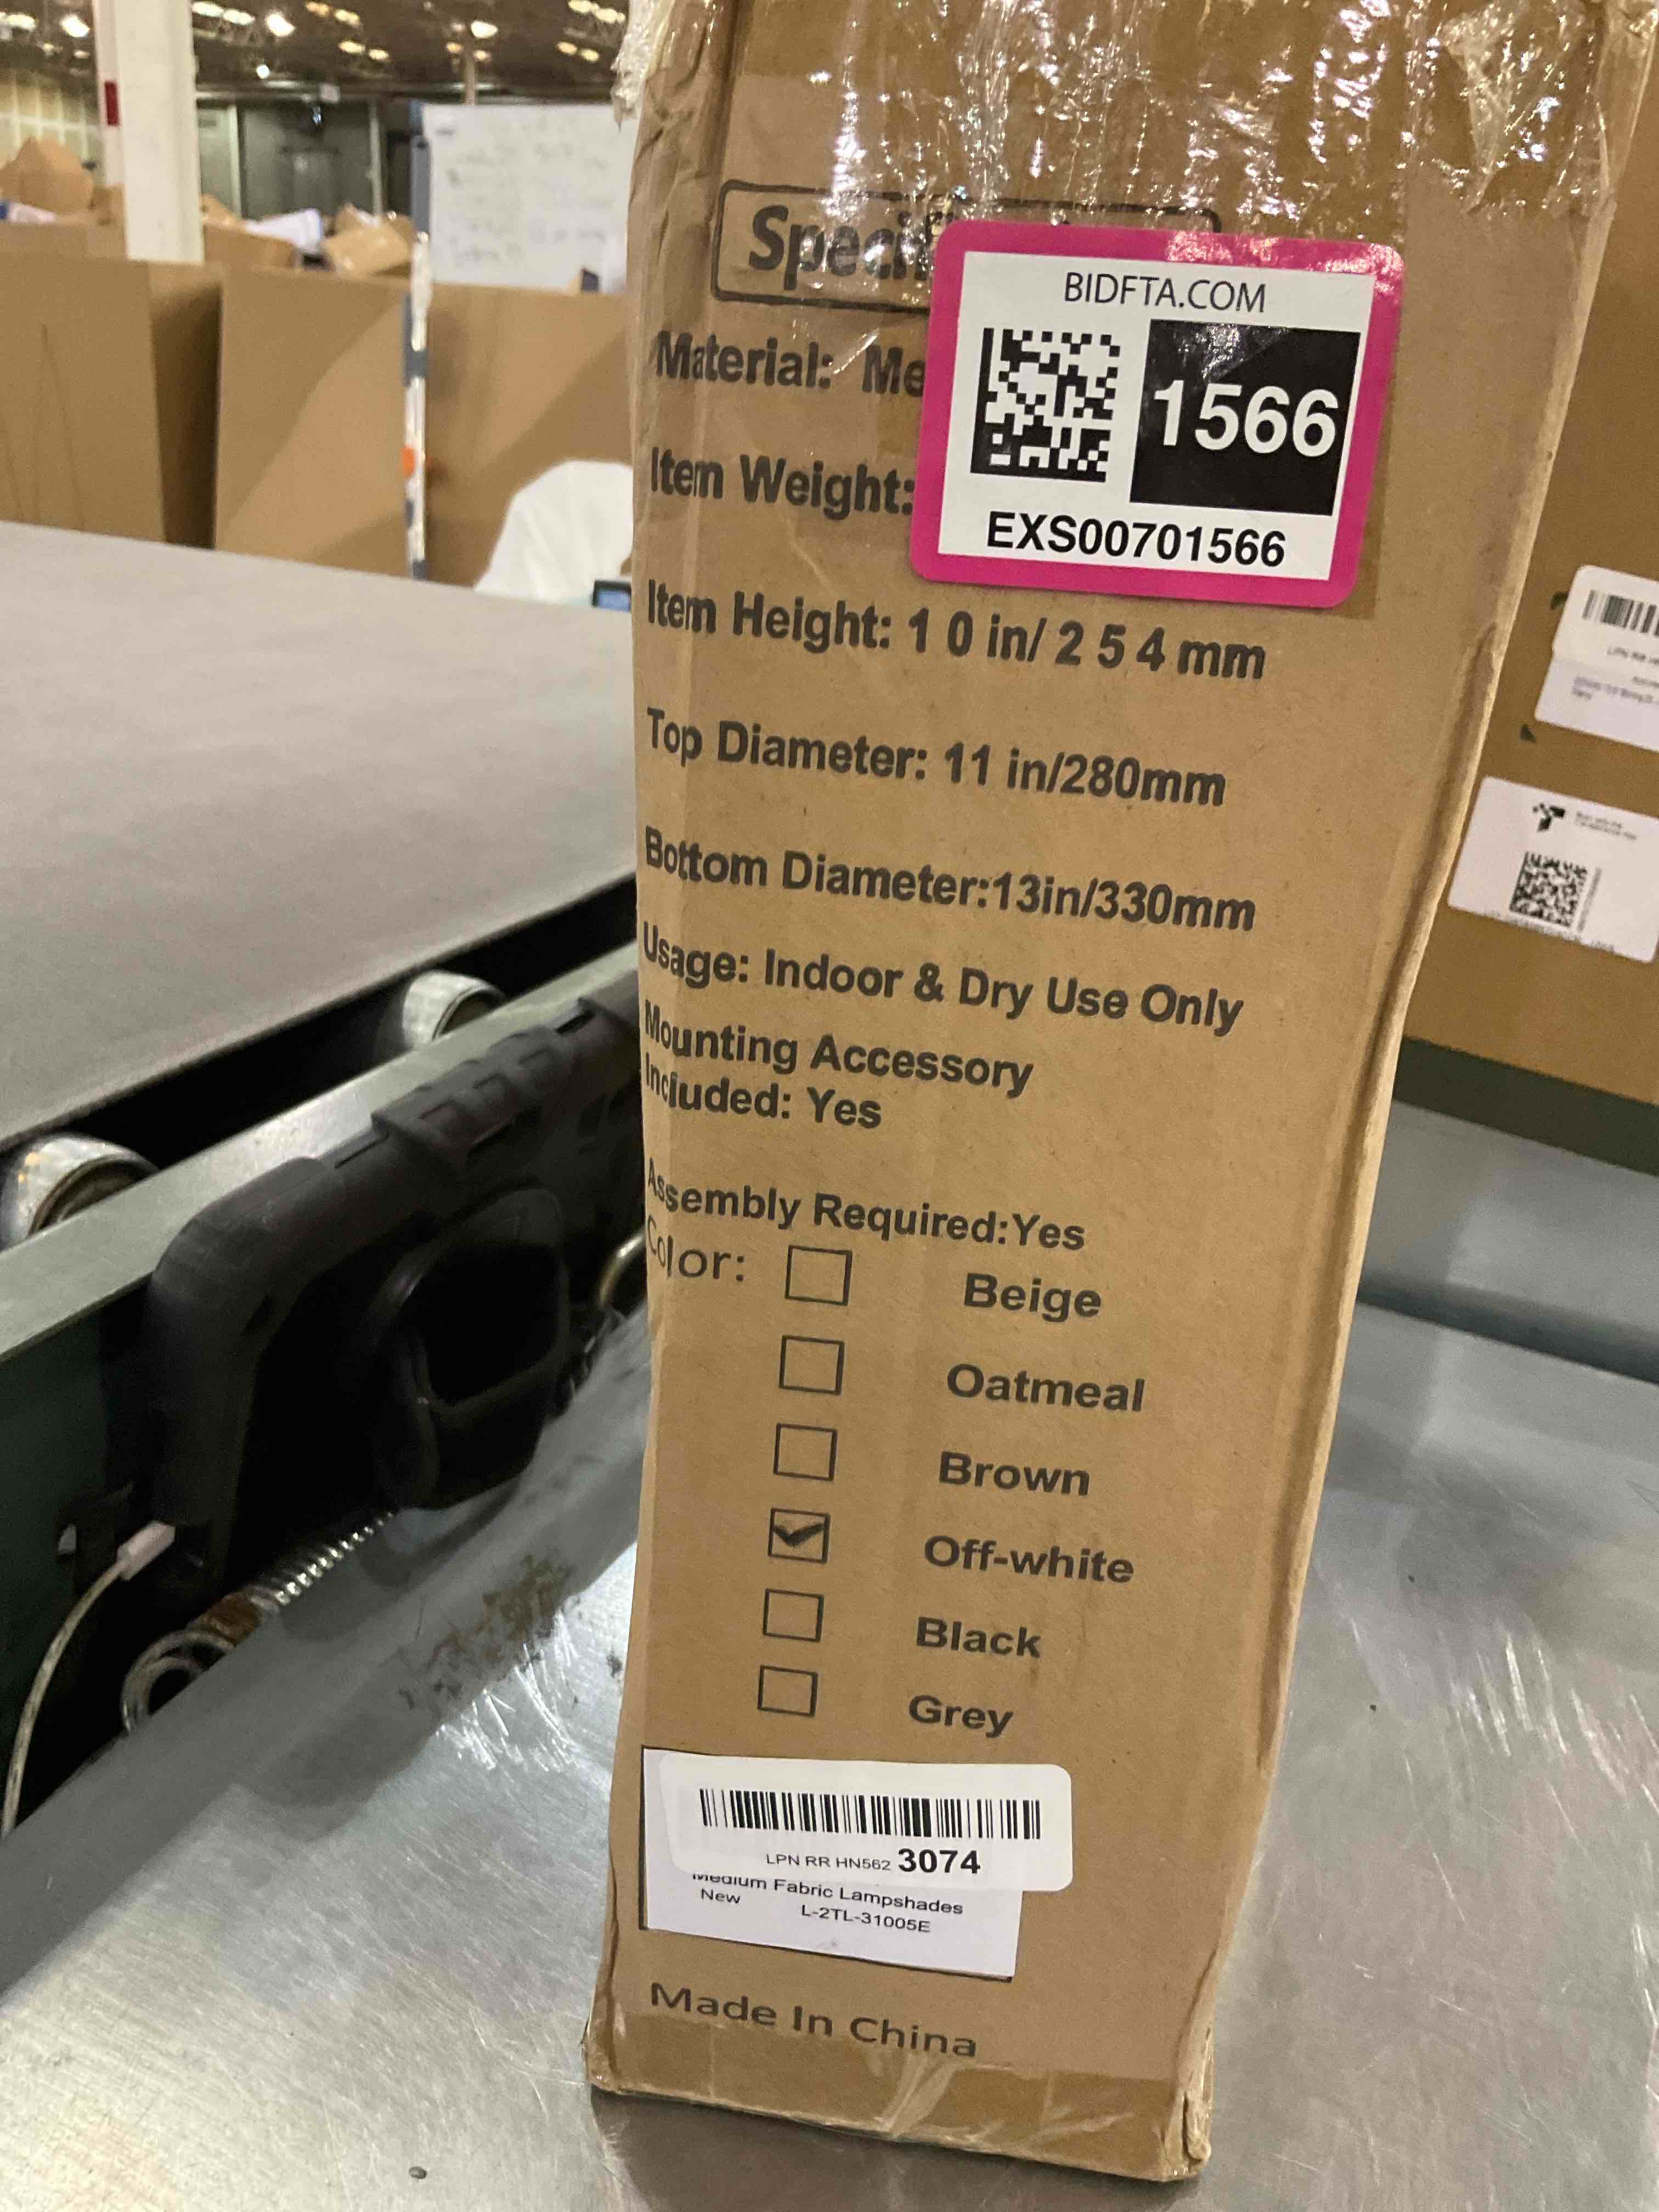 BIDFTA.COM
1566
EXS00701566
Material:
Item Weight:
Item Height: 1 0 in/ 2 5 4 mm
Top Diameter: 11 in/280mm
Bottom Diameter:13in/330mm
Usage: Indoor & Dry Use Only
Mounting Accessory
Included: Yes
Assembly Required:Yes
Color:
Beige
Oatmeal
Brown
Off-white
Black
Grey
LPN RR HN562 3074
Medium Fabric Lampshades
New L-2TL-31005E
Made In China